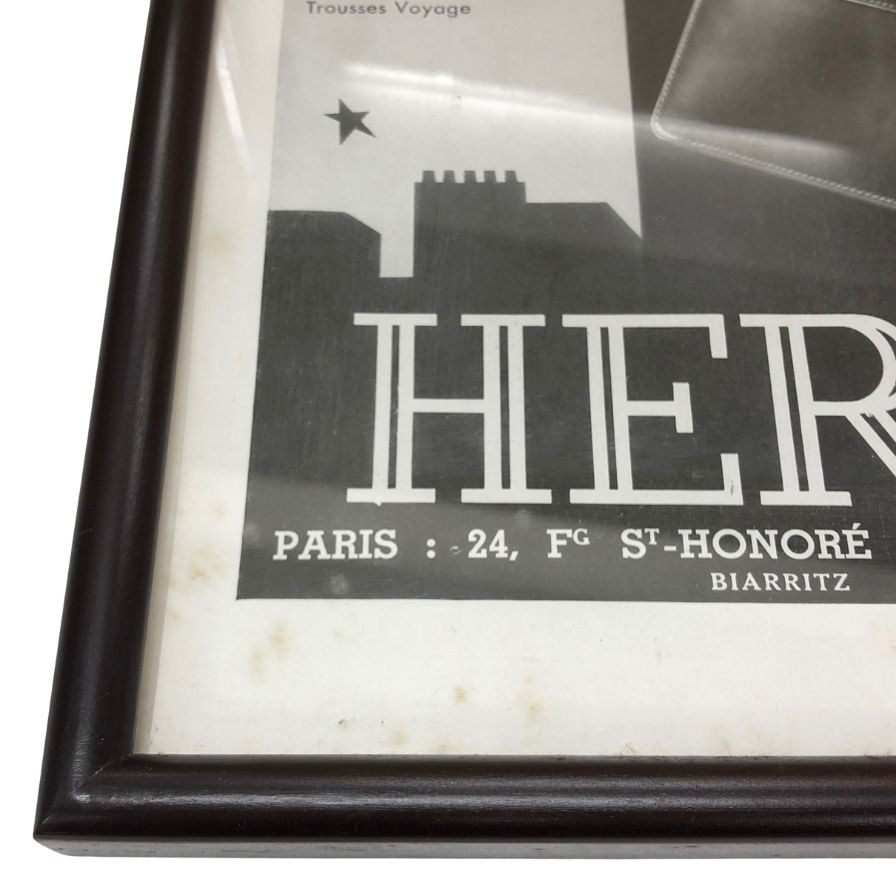 Trousses Voyage
HER
PARIS : 24, Fᴳ Sᵀ-HONORÉ
BIARRITZ